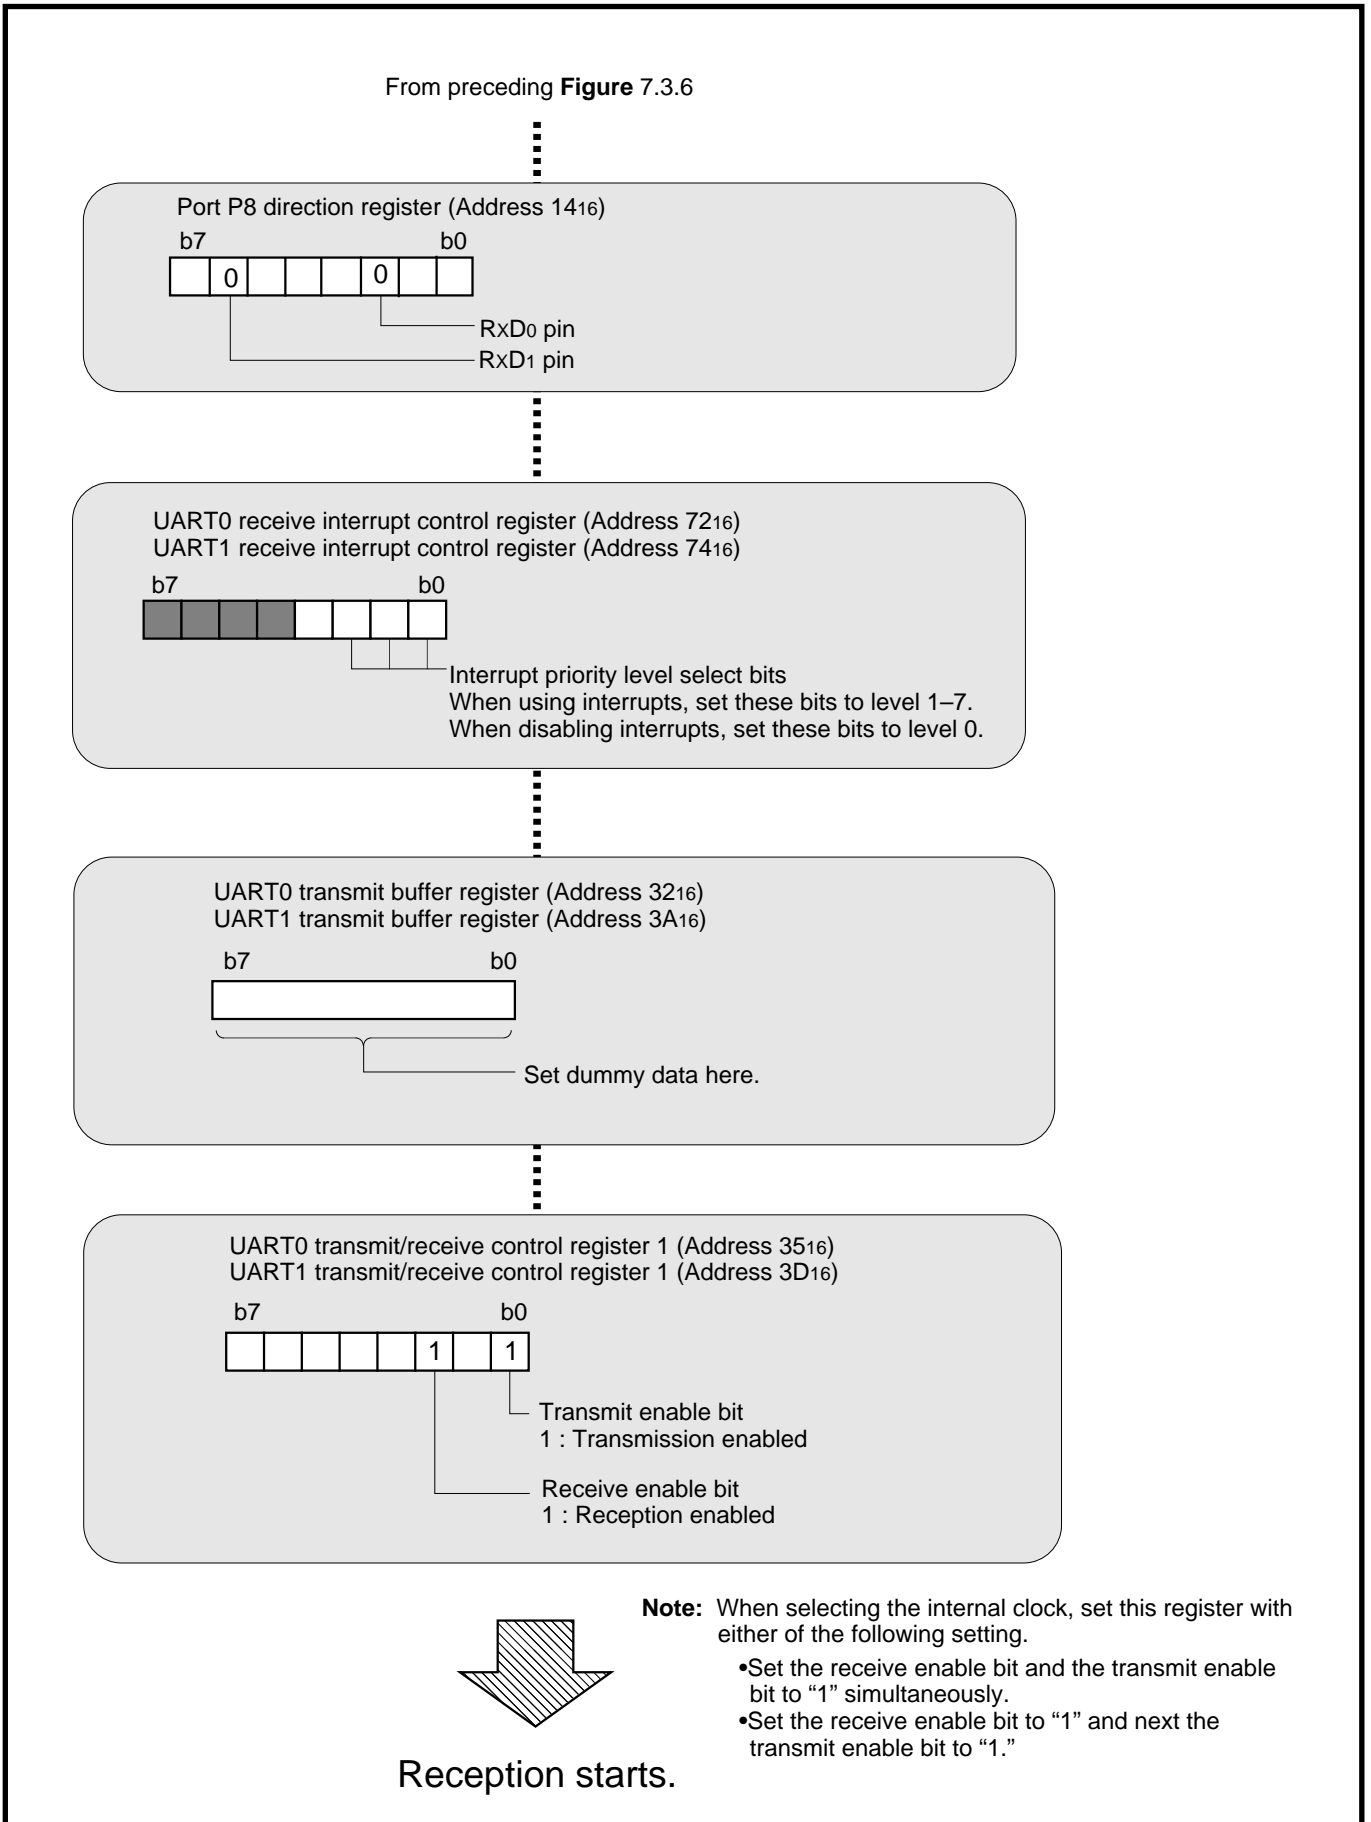 From preceding Figure 7.3.6
Port P8 direction register (Address 1416)
b7 b0
0 0
RXD0 pin
RXD1 pin
UART0 receive interrupt control register (Address 7216)
UART1 receive interrupt control register (Address 7416)
b7 b0
Interrupt priority level select bits
When using interrupts, set these bits to level 1–7.
When disabling interrupts, set these bits to level 0.
UART0 transmit buffer register (Address 3216)
UART1 transmit buffer register (Address 3A16)
b7 b0
Set dummy data here.
UART0 transmit/receive control register 1 (Address 3516)
UART1 transmit/receive control register 1 (Address 3D16)
b7 b0
1 1
Transmit enable bit
1 : Transmission enabled
Receive enable bit
1 : Reception enabled
Note: When selecting the internal clock, set this register with
either of the following setting.
•Set the receive enable bit and the transmit enable
bit to “1” simultaneously.
•Set the receive enable bit to “1” and next the
transmit enable bit to “1.”
Reception starts.